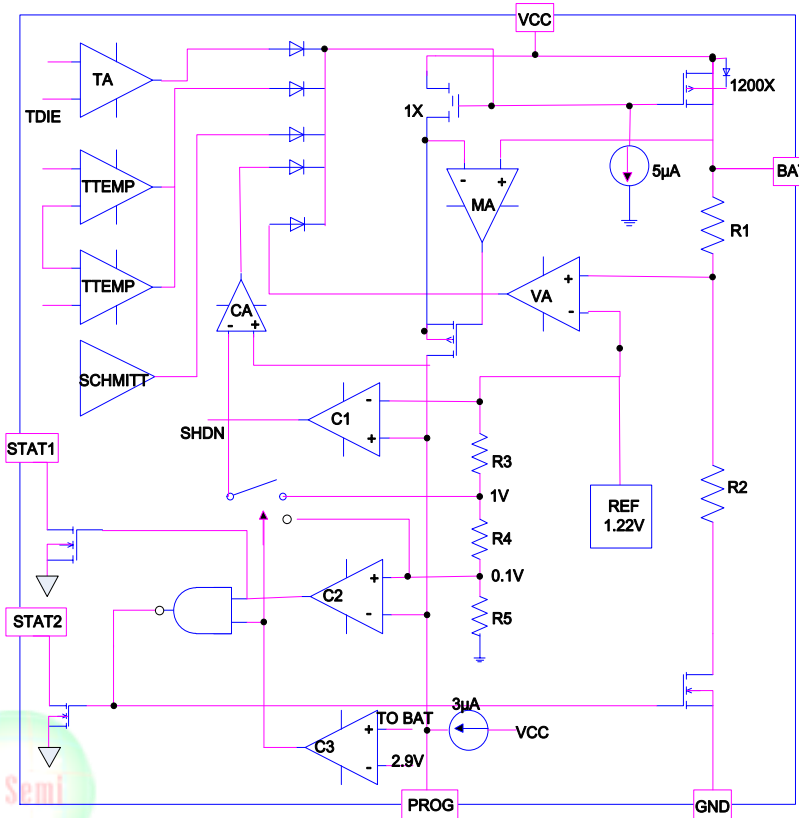 VCC
TA
TDIE
1X
1200X
5µA
BAT
TTEMP
MA
R1
TTEMP
VA
CA
SCHMITT
C1
SHDN
STAT1
R3
R2
1V
REF
1.22V
R4
C2
0.1V
R5
STAT2
3µA
TO BAT
VCC
C3
2.9V
Semi
PROG
GND
- +
+
-
- +
-
+
+
-
+
-